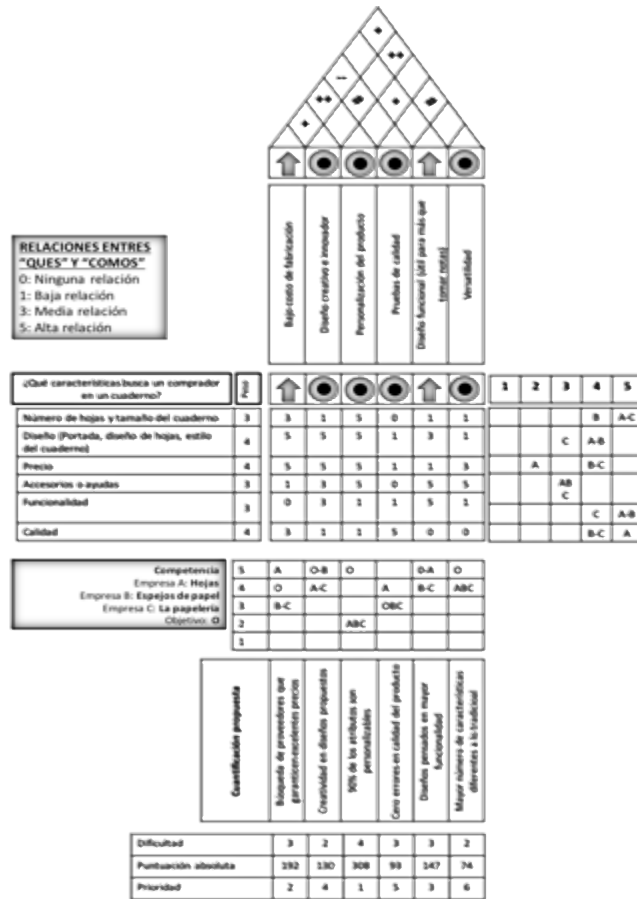 RELACIONES ENTRES
"QUES" Y "COMOS"
0: Ninguna relación
1: Baja relación
3: Media relación
5: Alta relación
Bajo costo de fabricación
Diseño creativo e innovador
Personalización del producto
Pruebas de calidad
Diseño funcional (útil para más que
tomar notas)
Versatilidad
¿Qué características busca un comprador
en un cuaderno?
Peso
1 2 3 4 5
Número de hojas y tamaño del cuaderno 3 3 1 5 0 1 1 B A-C
Diseño (Portada, diseño de hojas, estilo
del cuaderno) 4 5 5 5 1 3 1 C A-B
Precio 4 5 5 5 1 1 3 A B-C
Accesorios o ayudas 3 1 3 5 0 5 5 AB
C
Funcionalidad 3 0 3 1 1 5 1 C A-B
Calidad 4 3 1 1 5 0 0 B-C A
Competencia
Empresa A: Hojas
Empresa B: Espejos de papel
Empresa C: La papelería
Objetivo: O
5 A O-B O O-A O
4 O A-C A B-C ABC
3 B-C OBC
2 ABC
1
Cuantificación propuesta
Búsqueda de proveedores que
garanticen excelentes precios
Creatividad en diseños propuestos
90% de los atributos son
personalizables
Cero errores en calidad del producto
Diseños pensados en mayor
funcionalidad
Mayor número de características
diferentes a lo tradicional
Dificultad 3 2 4 3 3 2
Puntuación absoluta 192 130 308 93 147 74
Prioridad 2 4 1 5 3 6